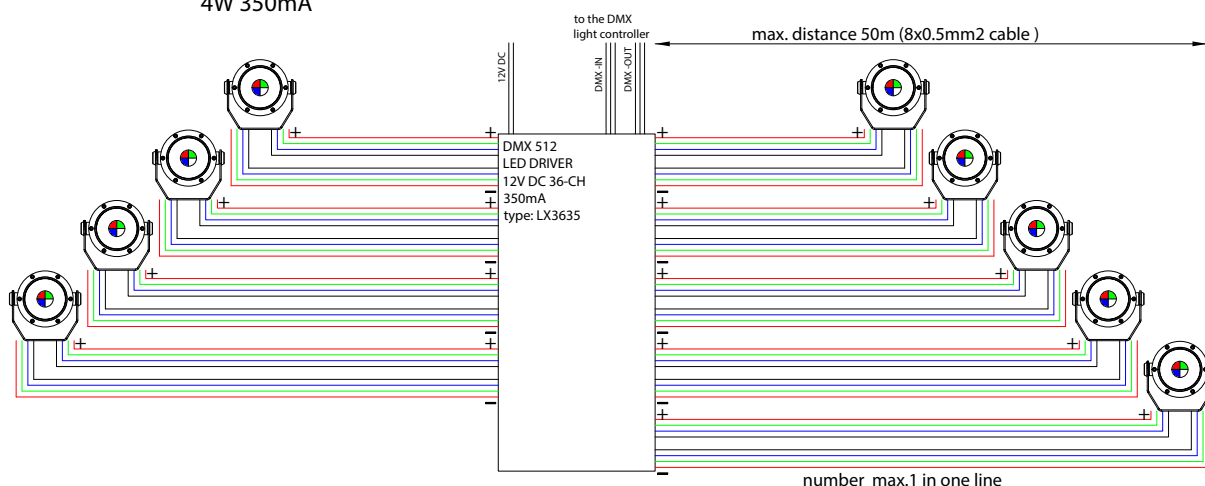 4W 350mA
to the DMX
light controller
max. distance 50m (8x0.5mm2 cable )
12V DC
DMX -IN
DMX -OUT
DMX 512
LED DRIVER
12V DC 36-CH
350mA
type: LX3635
number max.1 in one line